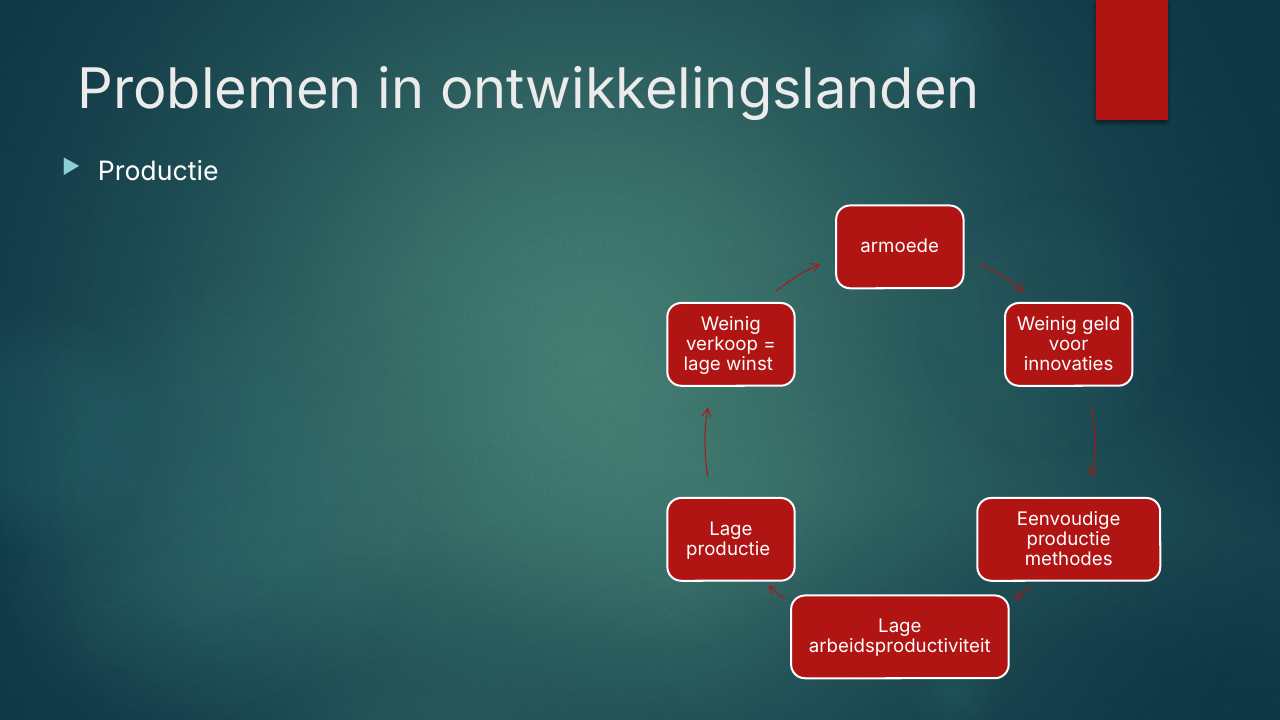 Problemen in ontwikkelingslanden
Productie
armoede
Weinig geld
voor
innovaties
Eenvoudige
productie
methodes
Lage
arbeidsproductiviteit
Lage
productie
Weinig
verkoop =
lage winst